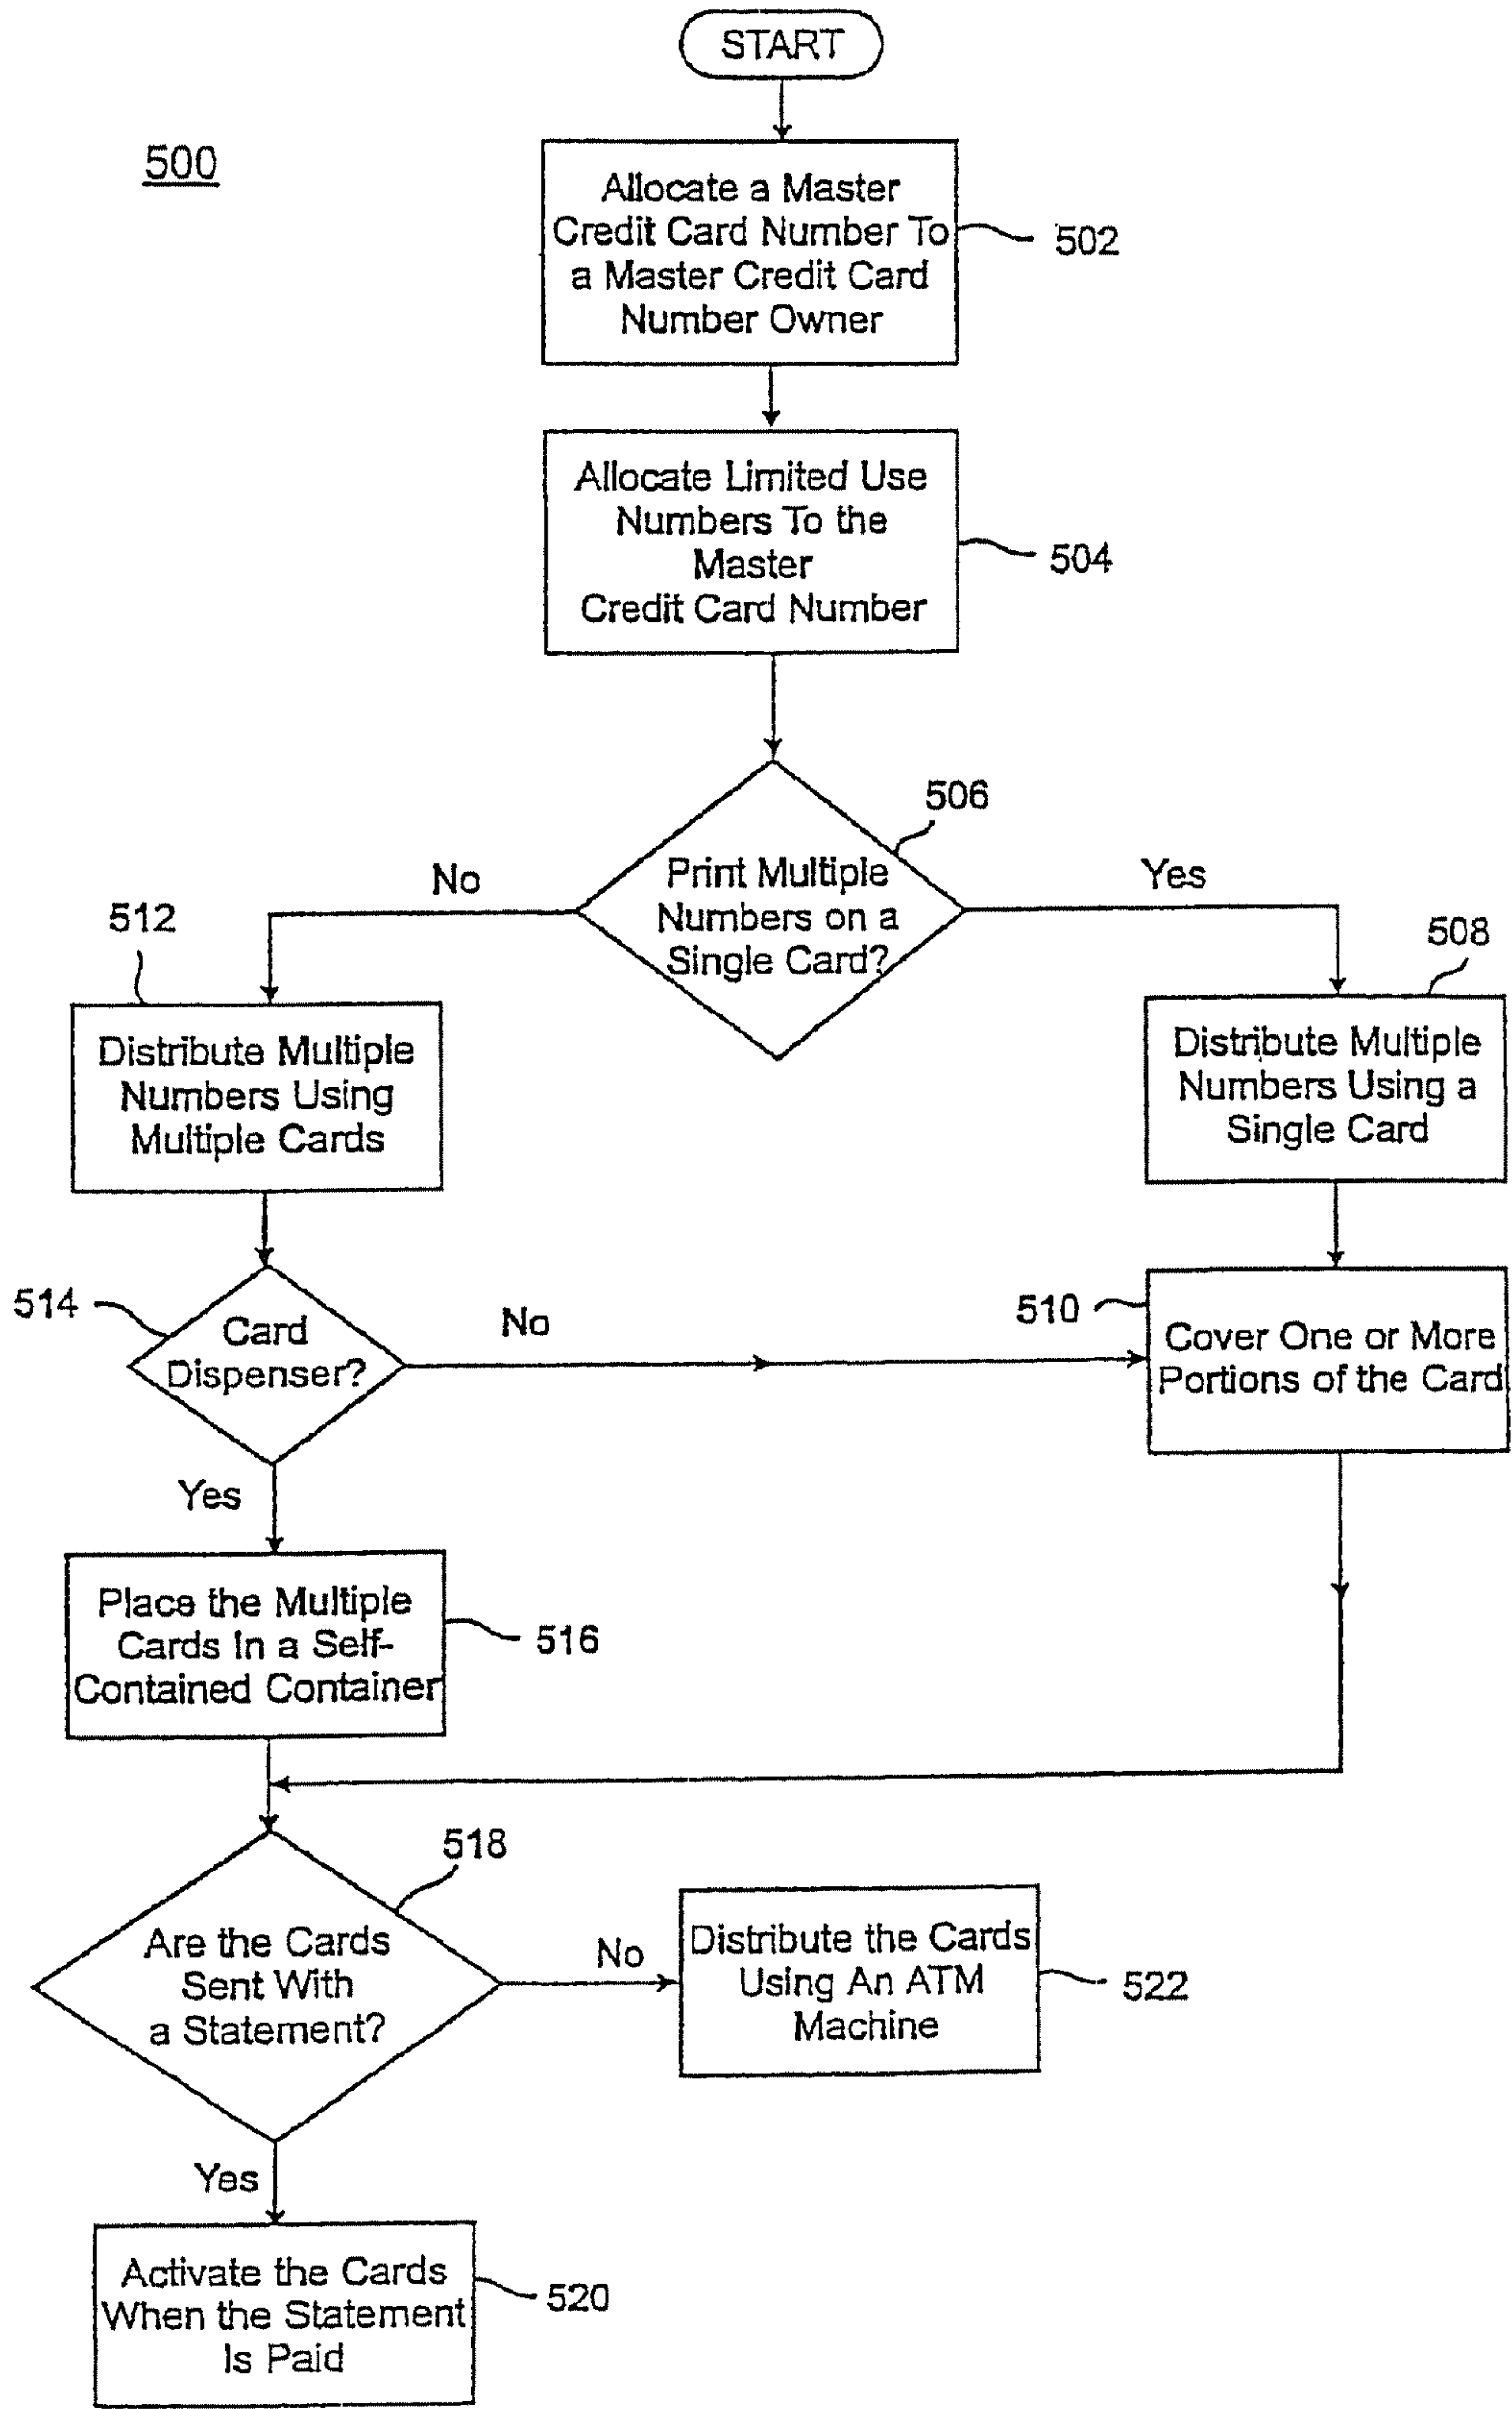 START
500
Allocate a Master
Credit Card Number To
a Master Credit Card
Number Owner
502
Allocate Limited Use
Numbers To the
Master
Credit Card Number
504
506
Print Multiple
Numbers on a
Single Card?
No
Yes
512
508
Distribute Multiple
Numbers Using
Multiple Cards
Distribute Multiple
Numbers Using a
Single Card
514
Card
Dispenser?
No
510
Cover One or More
Portions of the Card
Yes
Place the Multiple
Cards In a Self-
Contained Container
516
518
Are the Cards
Sent With
a Statement?
No
Distribute the Cards
Using An ATM
Machine
522
Yes
Activate the Cards
When the Statement
Is Paid
520